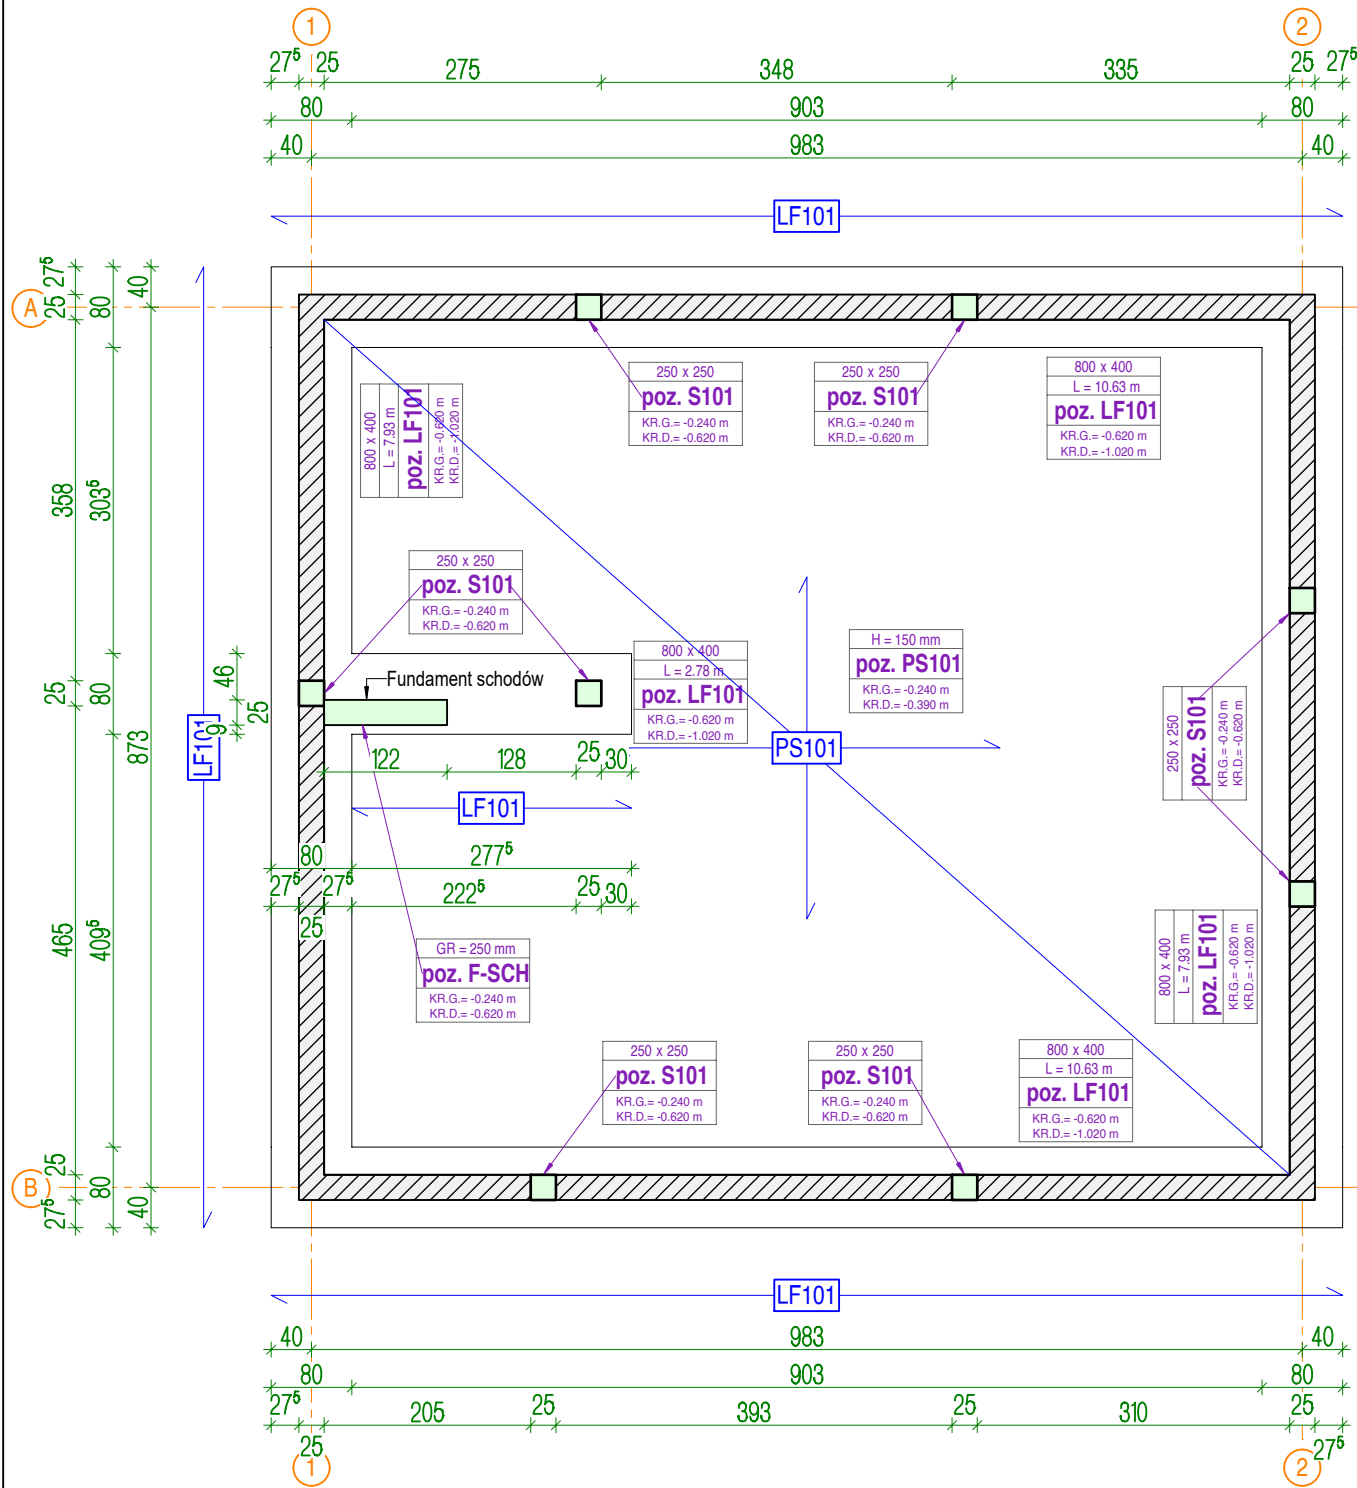 1
2
27⁵ 25 275 348 335 25 27⁵
80 903 80
40 983 40
LF101
A
27⁵
25
80
40
250 x 250
poz. S101
KR.G.= -0.240 m
KR.D.= -0.620 m
250 x 250
poz. S101
KR.G.= -0.240 m
KR.D.= -0.620 m
800 x 400
L = 10.63 m
poz. LF101
KR.G.= -0.620 m
KR.D.= -1.020 m
800 x 400
L = 7.93 m
poz. LF101
KR.G.= -0.620 m
KR.D.= -1.020 m
358
303⁵
250 x 250
poz. S101
KR.G.= -0.240 m
KR.D.= -0.620 m
Fundament schodów
800 x 400
L = 2.78 m
poz. LF101
KR.G.= -0.620 m
KR.D.= -1.020 m
H = 150 mm
poz. PS101
KR.G.= -0.240 m
KR.D.= -0.390 m
25
80
46
25
9
873
LF101
PS101
250 x 250
poz. S101
KR.G.= -0.240 m
KR.D.= -0.620 m
122 128 25 30
LF101
80 277⁵
27⁵ 27⁵ 222⁵ 25 30
25
465
409⁵
GR = 250 mm
poz. F-SCH
KR.G.= -0.240 m
KR.D.= -0.620 m
800 x 400
L = 7.93 m
poz. LF101
KR.G.= -0.620 m
KR.D.= -1.020 m
250 x 250
poz. S101
KR.G.= -0.240 m
KR.D.= -0.620 m
250 x 250
poz. S101
KR.G.= -0.240 m
KR.D.= -0.620 m
800 x 400
L = 10.63 m
poz. LF101
KR.G.= -0.620 m
KR.D.= -1.020 m
B
25
27⁵
80
40
LF101
40 983 40
80 903 80
27⁵ 205 25 393 25 310 25
25 27⁵
1
2